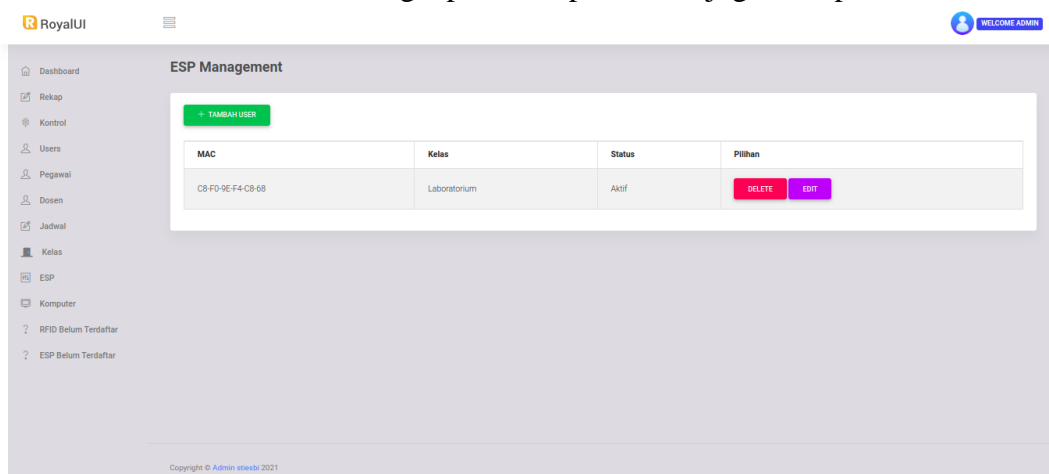 RoyalUI
WELCOME ADMIN
Dashboard
Rekap
Kontrol
Users
Pegawai
Dosen
Jadwal
Kelas
ESP
Komputer
RFID Belum Terdaftar
ESP Belum Terdaftar
ESP Management
+ TAMBAH USER
MAC Kelas Status Pilihan
C8-F0-9E-F4-C8-68 Laboratorium Aktif DELETE EDIT
Copyright © Admin stiesbi 2021